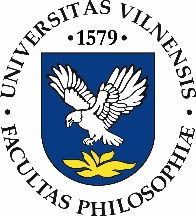 UNIVERSITAS VILNENSIS
• 1579 •
FACULTAS PHILOSOPHIÆ